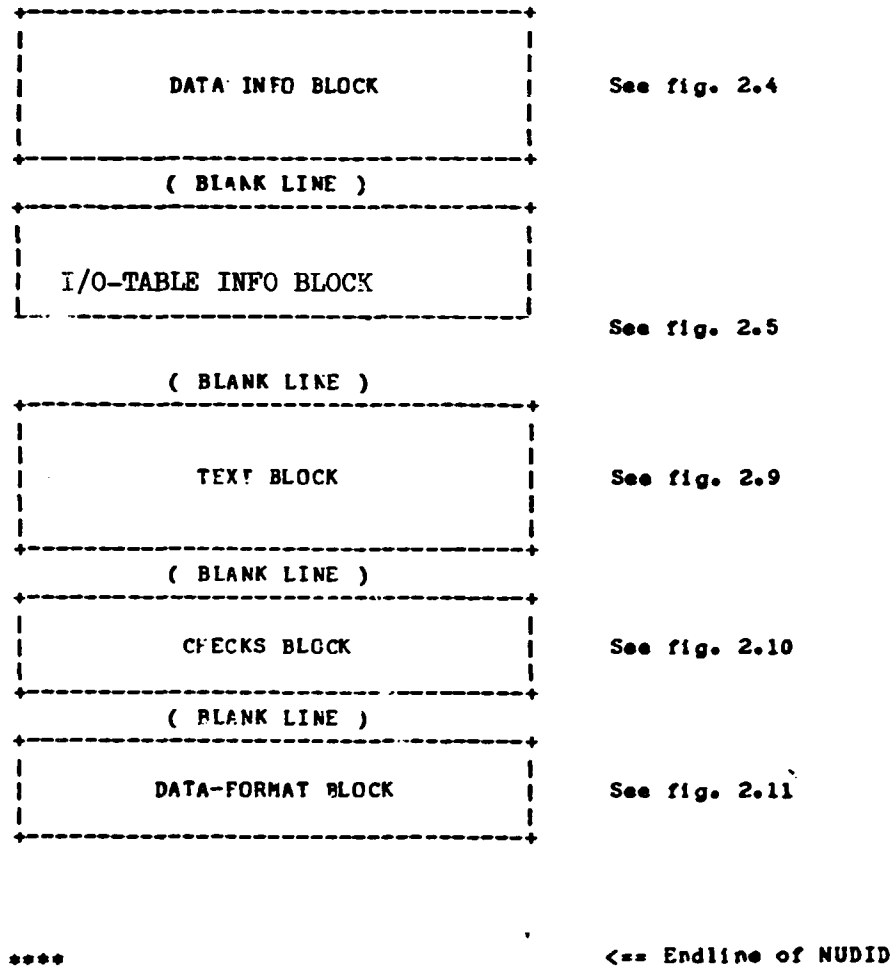 DATA INFO BLOCK See fig. 2.4
( BLANK LINE )
I/O-TABLE INFO BLOCK
See fig. 2.5
( BLANK LINE )
TEXT BLOCK See fig. 2.9
( BLANK LINE )
CHECKS BLOCK See fig. 2.10
( BLANK LINE )
DATA-FORMAT BLOCK See fig. 2.11
**** <== Endline of NUDID